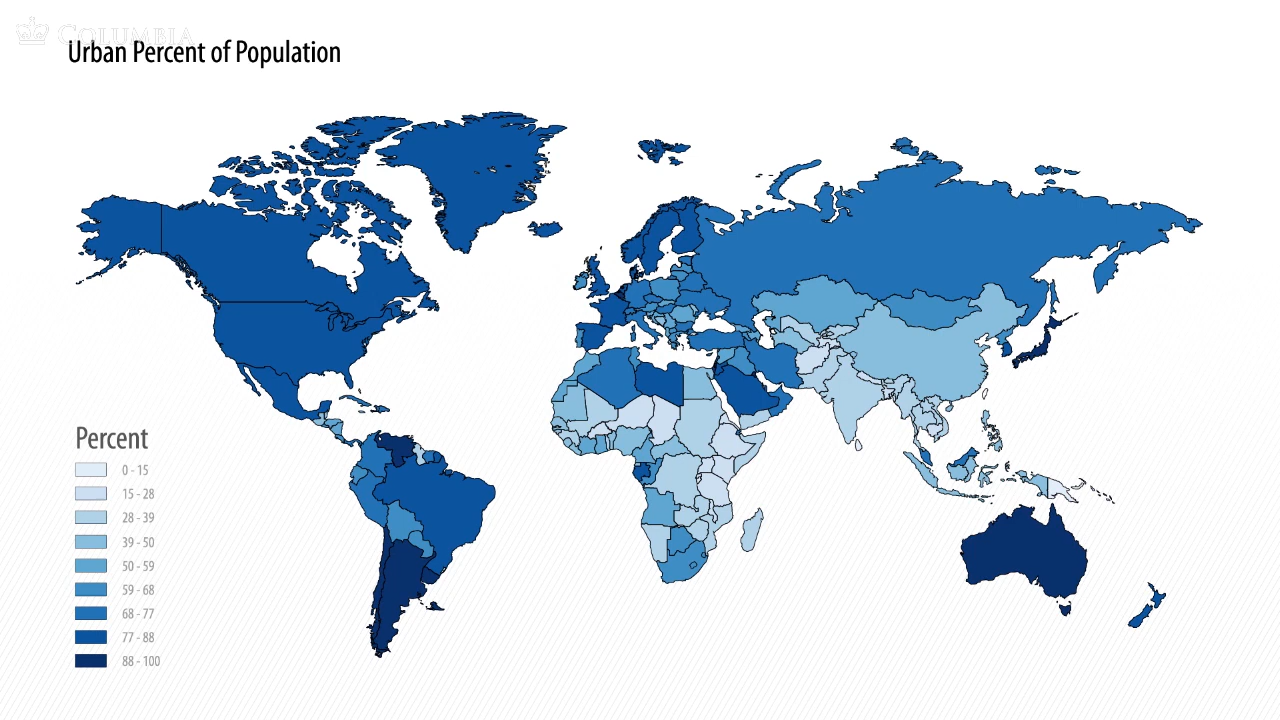 COLUMBIA
Urban Percent of Population
Percent
0 - 15
15 - 28
28 - 39
39 - 50
50 - 59
59 - 68
68 - 77
77 - 88
88 - 100